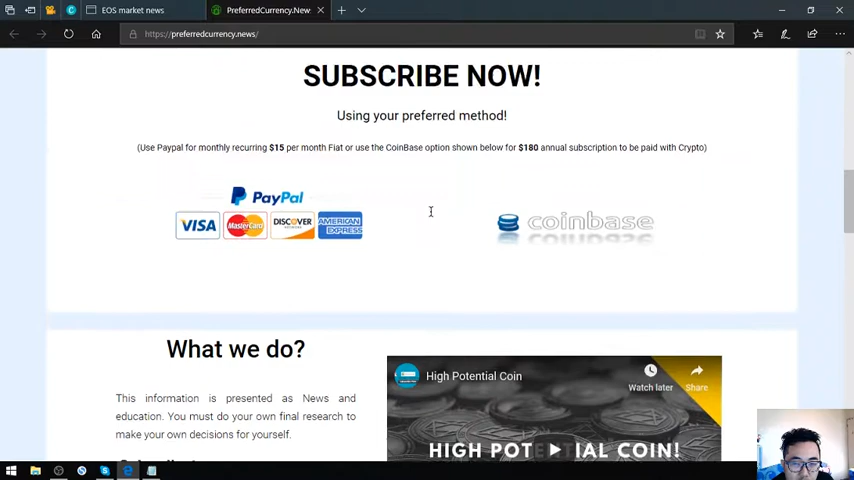 EOS market news
PreferredCurrency.New
https://preferredcurrency.news/
SUBSCRIBE NOW!
Using your preferred method!
(Use Paypal for monthly recurring $15 per month Fiat or use the CoinBase option shown below for $180 annual subscription to be paid with Crypto)
PayPal
VISA MasterCard DISCOVER AMERICAN EXPRESS
coinbase
What we do?
This information is presented as News and
education. You must do your own final research to
make your own decisions for yourself.
High Potential Coin
Watch later Share
HIGH POTENTIAL COIN!